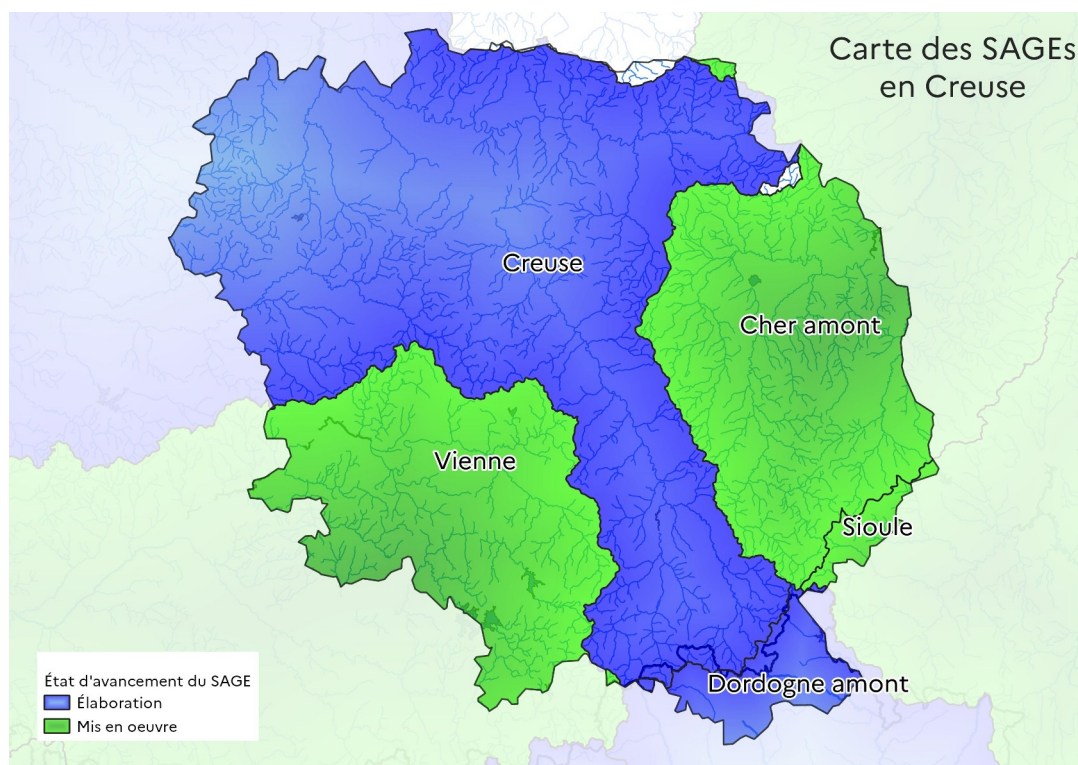 Carte des SAGEs
en Creuse
Creuse
Cher amont
Vienne
Sioule
Dordogne amont
État d'avancement du SAGE
Élaboration
Mis en oeuvre